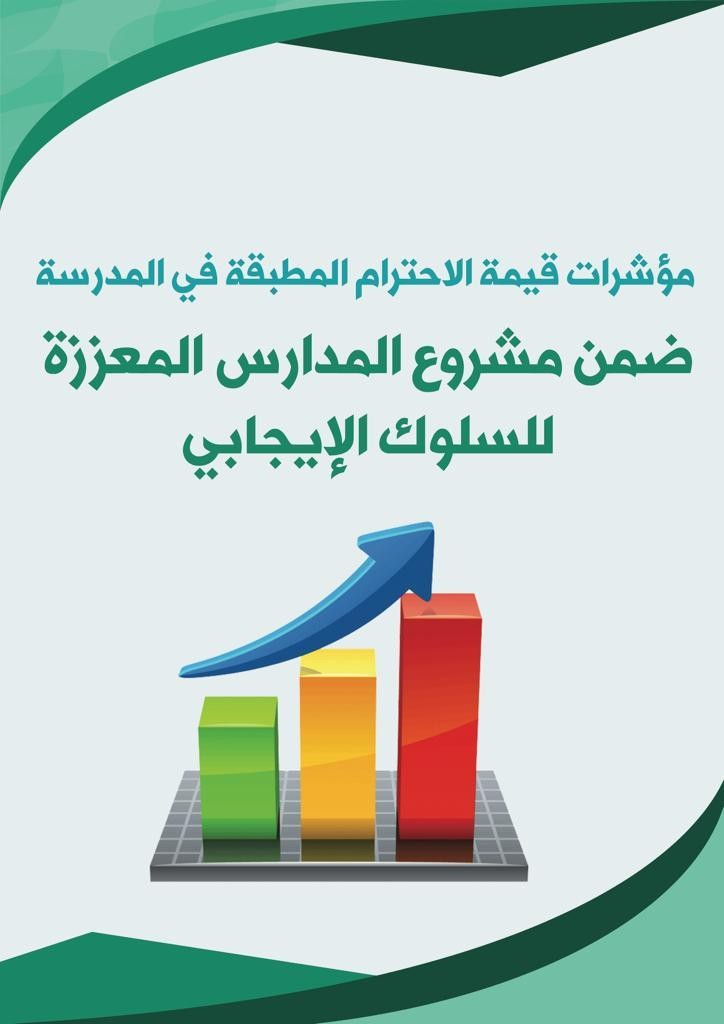 مؤشرات قيمة الاحترام المطبقة في المدرسة
ضمن مشروع المدارس المعززة
للسلوك الإيجابي